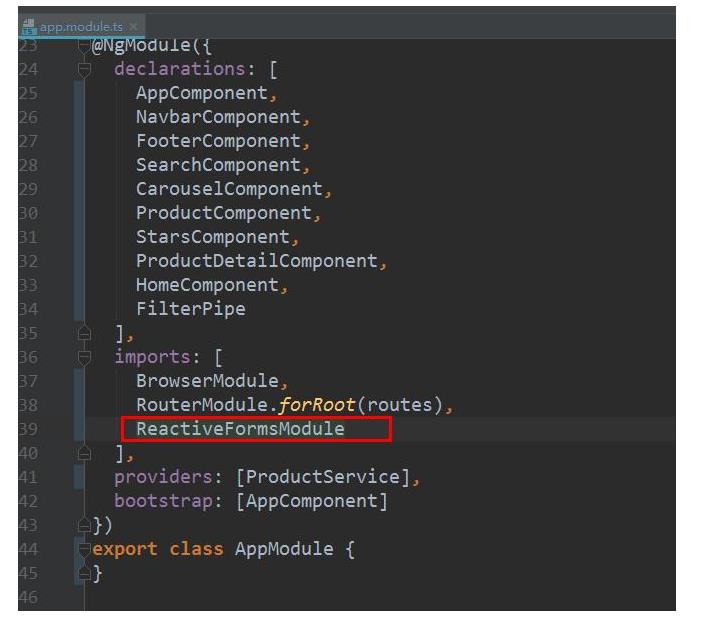 app.module.ts ×
23 @NgModule({
24 declarations: [
25 AppComponent,
26 NavbarComponent,
27 FooterComponent,
28 SearchComponent,
29 CarouselComponent,
30 ProductComponent,
31 StarsComponent,
32 ProductDetailComponent,
33 HomeComponent,
34 FilterPipe
35 ],
36 imports: [
37 BrowserModule,
38 RouterModule.forRoot(routes),
39 ReactiveFormsModule
40 ],
41 providers: [ProductService],
42 bootstrap: [AppComponent]
43 })
44 export class AppModule {
45 }
46